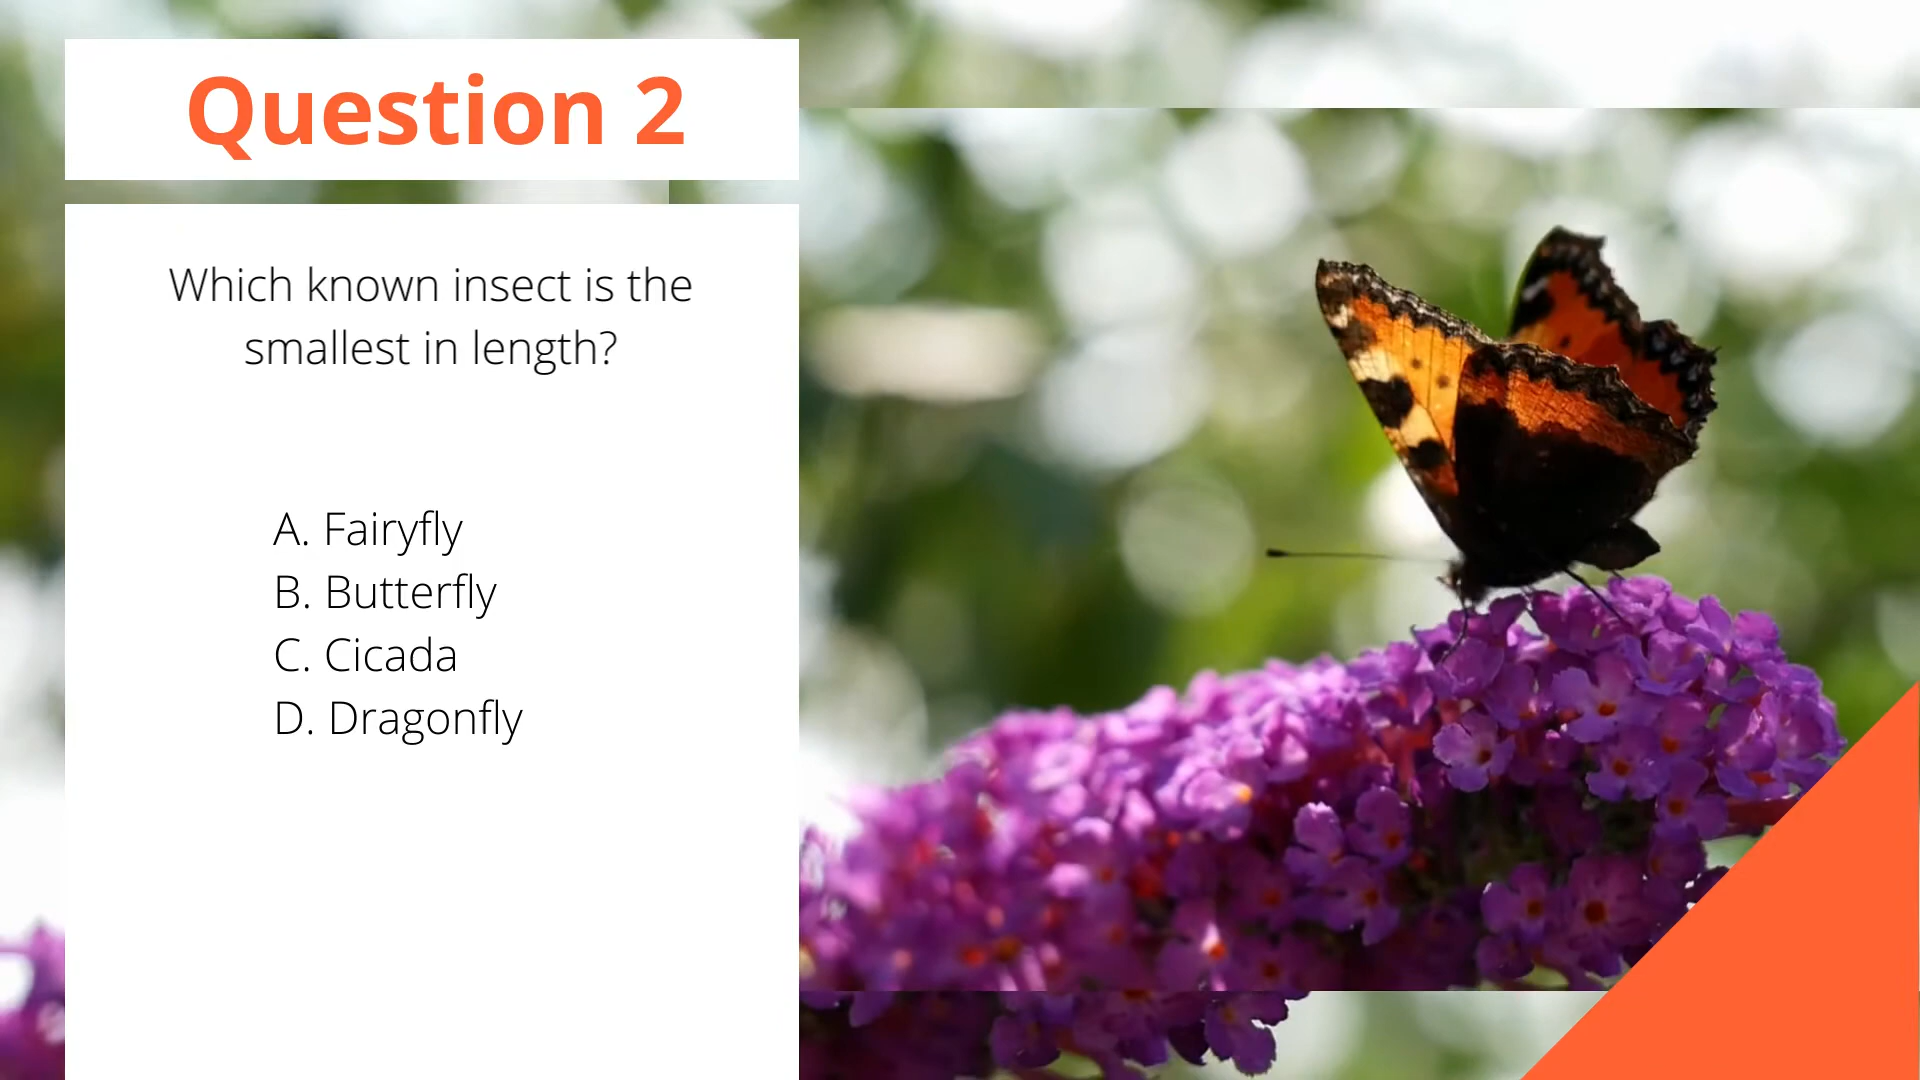 Question 2
Which known insect is the
smallest in length?
A. Fairyfly
B. Butterfly
C. Cicada
D. Dragonfly